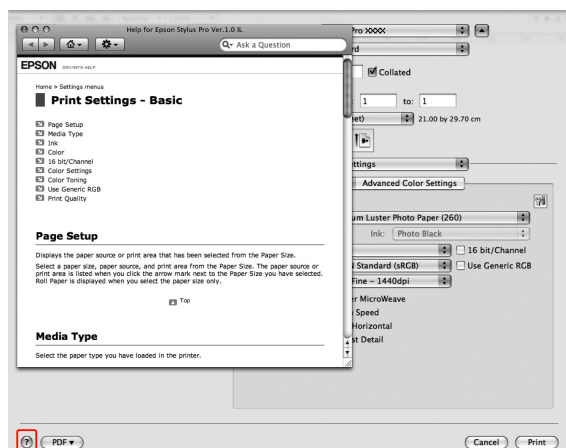 Help for Epson Stylus Pro Ver.1.0 IL
Q Ask a Question
EPSON DRIVER'S HELP
Home > Settings menus
Print Settings - Basic
Page Setup
Media Type
Ink
Color
16 bit/Channel
Color Settings
Color Toning
Use Generic RGB
Print Quality
Page Setup
Displays the paper source or print area that has been selected from the Paper Size.
Select a paper size, paper source, and print area from the Paper Size. The paper source or
print area is listed when you click the arrow mark next to the Paper Size you have selected.
Roll Paper is displayed when you select the paper size only.
Top
Media Type
Select the paper type you have loaded in the printer.
Pro XXXX
rd
Collated
1 to: 1
eet) 21.00 by 29.70 cm
ttings
Advanced Color Settings
um Luster Photo Paper (260)
Ink: Photo Black
16 bit/Channel
N Standard (sRGB) Use Generic RGB
Fine - 1440dpi
er MicroWeave
Speed
Horizontal
st Detail
? PDF ▼ Cancel Print